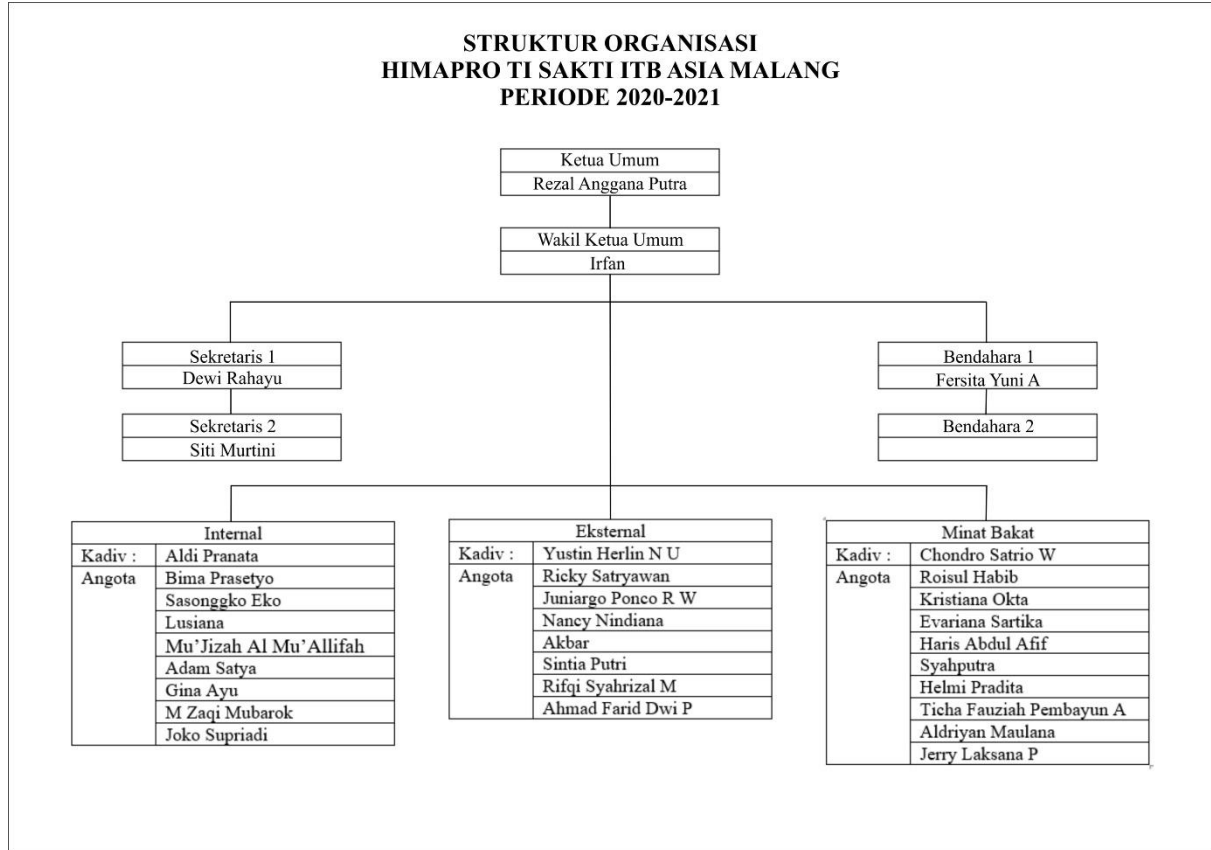 STRUKTUR ORGANISASI
HIMAPRO TI SAKTI ITB ASIA MALANG
PERIODE 2020-2021
Ketua Umum
Rezal Anggana Putra
Wakil Ketua Umum
Irfan
Sekretaris 1
Dewi Rahayu
Sekretaris 2
Siti Murtini
Bendahara 1
Fersita Yuni A
Bendahara 2
Internal
Kadiv : Aldi Pranata
Angota Bima Prasetyo
Sasonggko Eko
Lusiana
Mu’Jizah Al Mu’Allifah
Adam Satya
Gina Ayu
M Zaqi Mubarok
Joko Supriadi
Eksternal
Kadiv : Yustin Herlin N U
Angota Ricky Satryawan
Juniargo Ponco R W
Nancy Nindiana
Akbar
Sintia Putri
Rifqi Syahrizal M
Ahmad Farid Dwi P
Minat Bakat
Kadiv : Chondro Satrio W
Angota Roisul Habib
Kristiana Okta
Evariana Sartika
Haris Abdul Afif
Syahputra
Helmi Pradita
Ticha Fauziah Pembayun A
Aldriyan Maulana
Jerry Laksana P